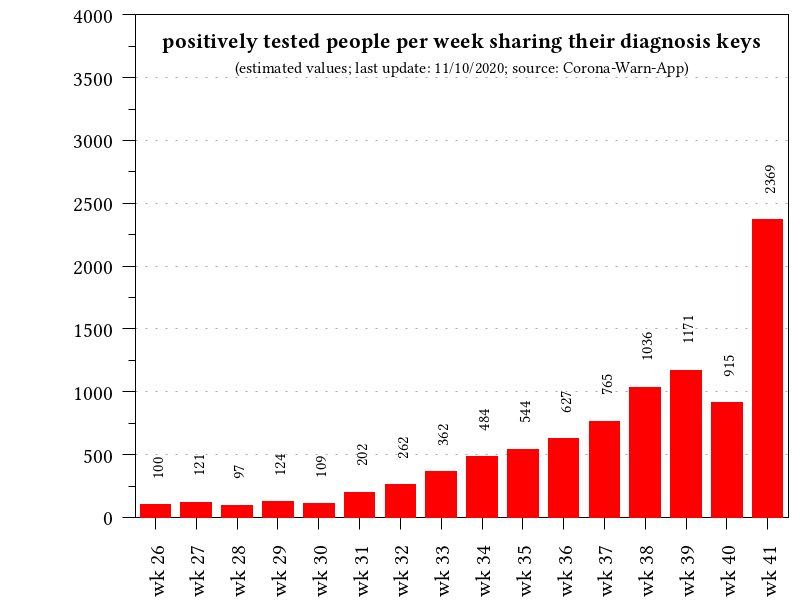 positively tested people per week sharing their diagnosis keys
(estimated values; last update: 11/10/2020; source: Corona-Warn-App)
4000
3500
3000
2500
2000
1500
1000
500
0
100
121
97
124
109
202
262
362
484
544
627
765
1036
1171
915
2369
wk 26
wk 27
wk 28
wk 29
wk 30
wk 31
wk 32
wk 33
wk 34
wk 35
wk 36
wk 37
wk 38
wk 39
wk 40
wk 41